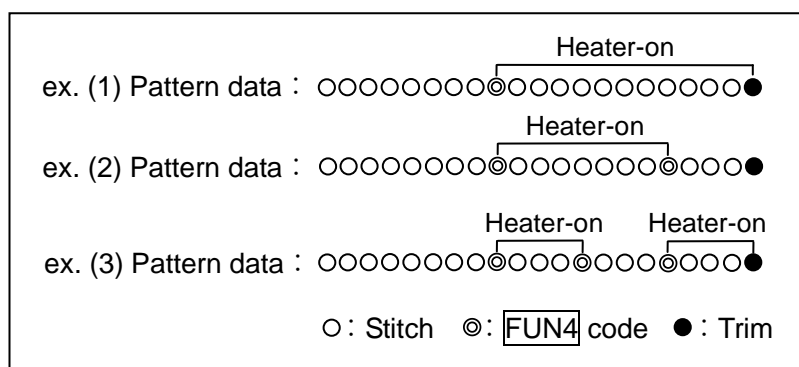 Heater-on
ex. (1) Pattern data : ○○○○○○○○◎○○○○○○○○○○○●
Heater-on
ex. (2) Pattern data : ○○○○○○○○◎○○○○○○○◎○○○●
Heater-on Heater-on
ex. (3) Pattern data : ○○○○○○○○◎○○○◎○○○◎○○○●
○: Stitch ◎: FUN4 code ●: Trim